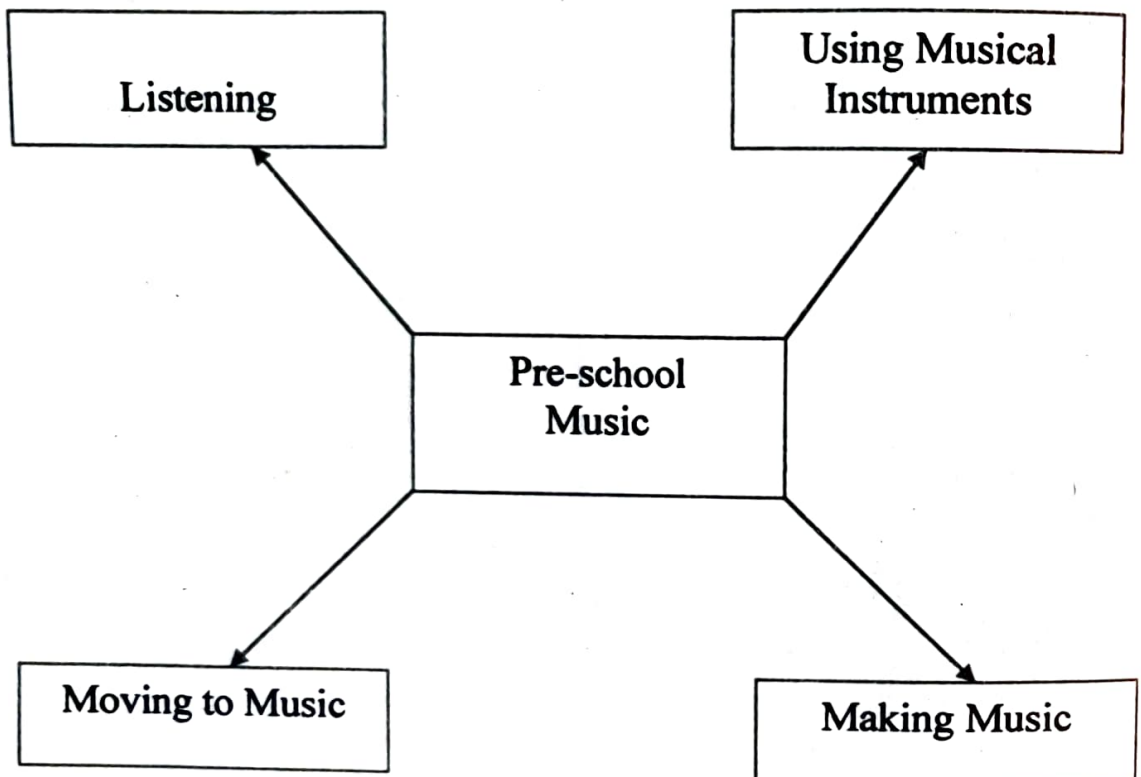 Listening
Using Musical
Instruments
Pre-school
Music
Moving to Music
Making Music